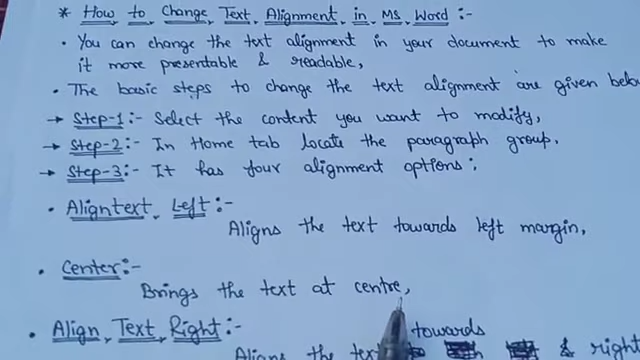 * How to Change Text Alignment in MS Word :-
• You can change the text alignment in your document to make
it more presentable & readable,
• The basic steps to change the text alignment are given below
→ Step-1:- Select the content you want to modify,
→ Step-2:- In Home tab locate the paragraph group.
→ Step-3:- It has four alignment options:
• Aligntext Left:-
Aligns the text towards left margin,
• Center:-
Brings the text at centre,
• Align Text Right:-
towards
Aligns the text & right